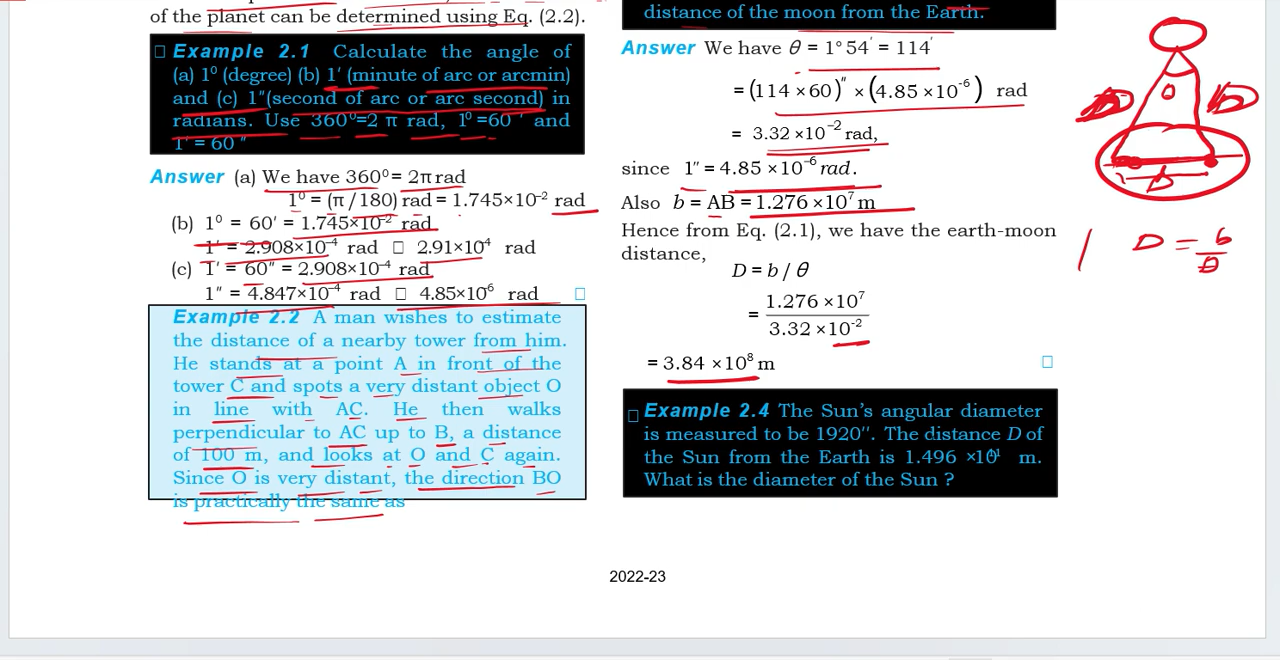 of the planet can be determined using Eq. (2.2).
□ Example 2.1 Calculate the angle of
(a) 1⁰ (degree) (b) 1′ (minute of arc or arcmin)
and (c) 1″(second of arc or arc second) in
radians. Use 360⁰=2 π rad, 1⁰ =60 ′ and
1′ = 60 ″
Answer (a) We have 360⁰ = 2π rad
1⁰ = (π /180) rad = 1.745×10⁻² rad
(b) 1⁰ = 60′ = 1.745×10⁻² rad
1′ = 2.908×10⁻⁴ rad □ 2.91×10⁴ rad
(c) 1′ = 60″ = 2.908×10⁻⁴ rad
1″ = 4.847×10⁻⁴ rad □ 4.85×10⁶ rad □
Example 2.2 A man wishes to estimate
the distance of a nearby tower from him.
He stands at a point A in front of the
tower C and spots a very distant object O
in line with AC. He then walks
perpendicular to AC up to B, a distance
of 100 m, and looks at O and C again.
Since O is very distant, the direction BO
is practically the same as
distance of the moon from the Earth.
Answer We have θ = 1° 54′ = 114′
= (114 ×60)″ × (4.85×10⁻⁶) rad
= 3.32 ×10⁻² rad,
since 1″ = 4.85 ×10⁻⁶ rad.
Also b = AB = 1.276 ×10⁷ m
Hence from Eq. (2.1), we have the earth-moon
distance,
D = b / θ
= 1.276 ×10⁷
3.32 ×10⁻²
= 3.84 ×10⁸ m □
□ Example 2.4 The Sun's angular diameter
is measured to be 1920″. The distance D of
the Sun from the Earth is 1.496 ×10¹¹ m.
What is the diameter of the Sun ?
θ
b
D = b
θ
2022-23